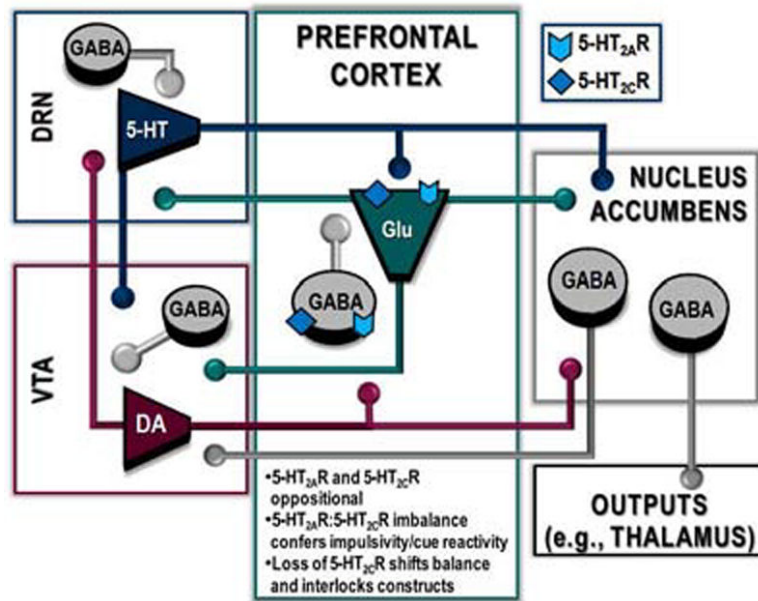 GABA
DRN
5-HT
PREFRONTAL
CORTEX
5-HT2AR
5-HT2CR
NUCLEUS
ACCUMBENS
Glu
GABA
GABA
GABA
VTA
GABA
DA
•5-HT2AR and 5-HT2CR
oppositional
•5-HT2AR:5-HT2CR imbalance
confers impulsivity/cue reactivity
•Loss of 5-HT2CR shifts balance
and interlocks constructs
OUTPUTS
(e.g., THALAMUS)